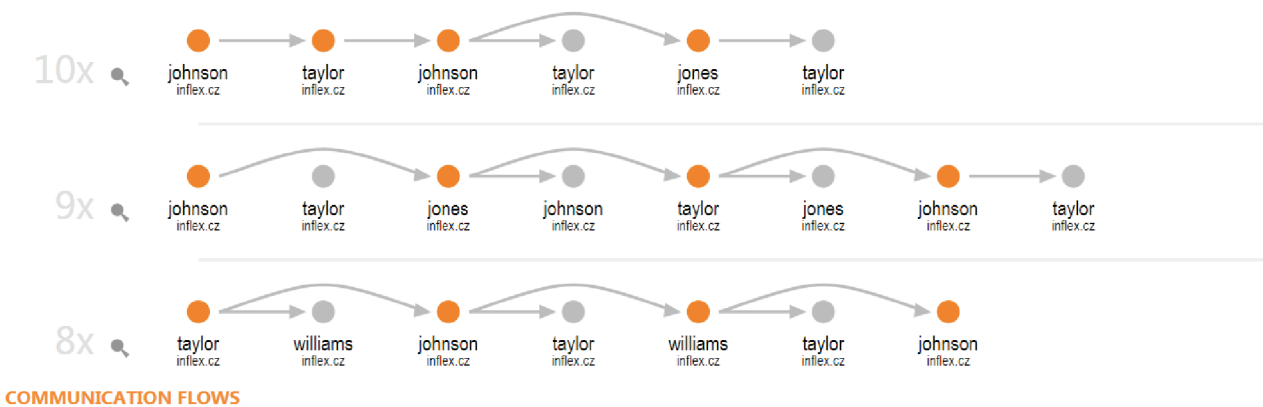 10x
johnson taylor johnson taylor jones taylor
inflex.cz inflex.cz inflex.cz inflex.cz inflex.cz inflex.cz
9x
johnson taylor jones johnson taylor jones johnson taylor
inflex.cz inflex.cz inflex.cz inflex.cz inflex.cz inflex.cz inflex.cz inflex.cz
8x
taylor williams johnson taylor williams taylor johnson
inflex.cz inflex.cz inflex.cz inflex.cz inflex.cz inflex.cz inflex.cz
COMMUNICATION FLOWS